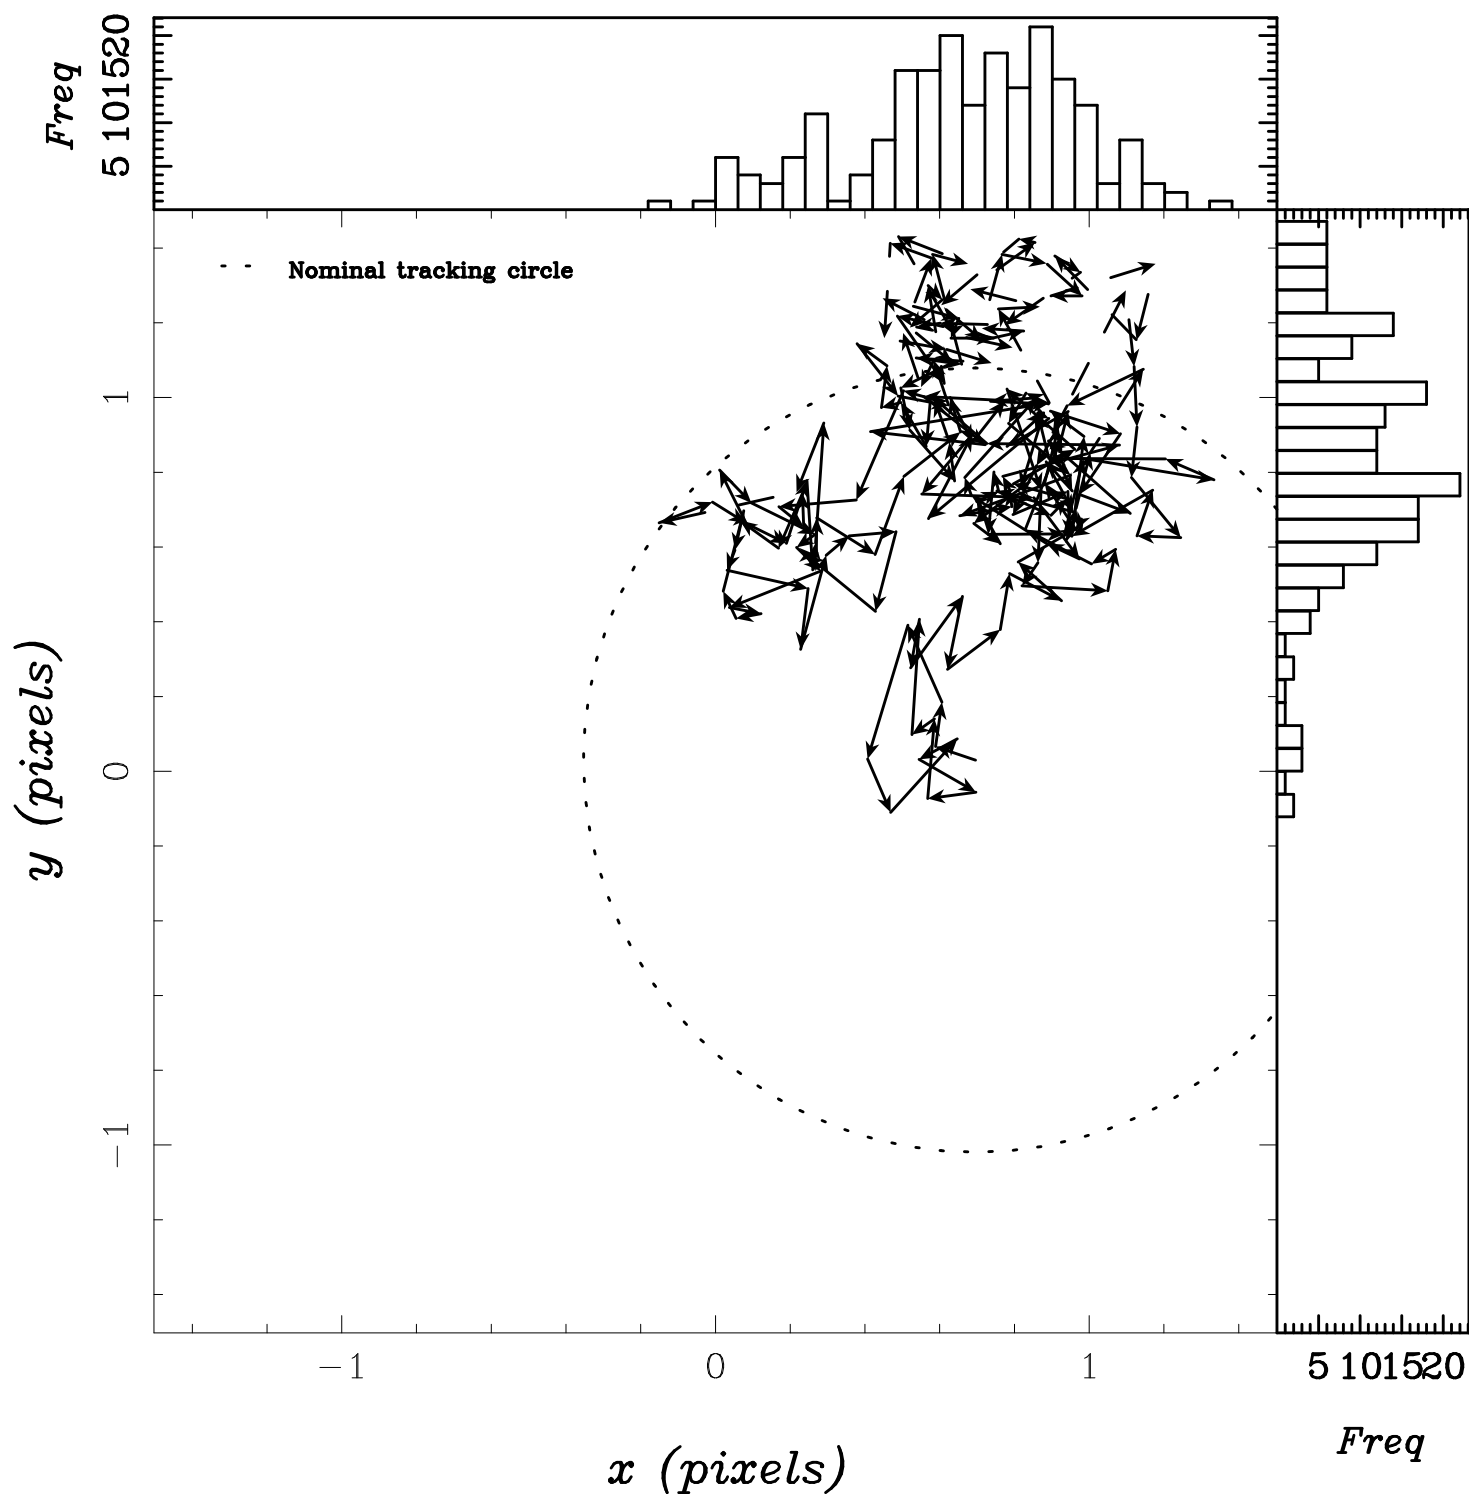 Freq
5 10 15 20
Nominal tracking circle
y (pixels)
1
0
−1
−1 0 1
5 10 15 20
x (pixels)
Freq